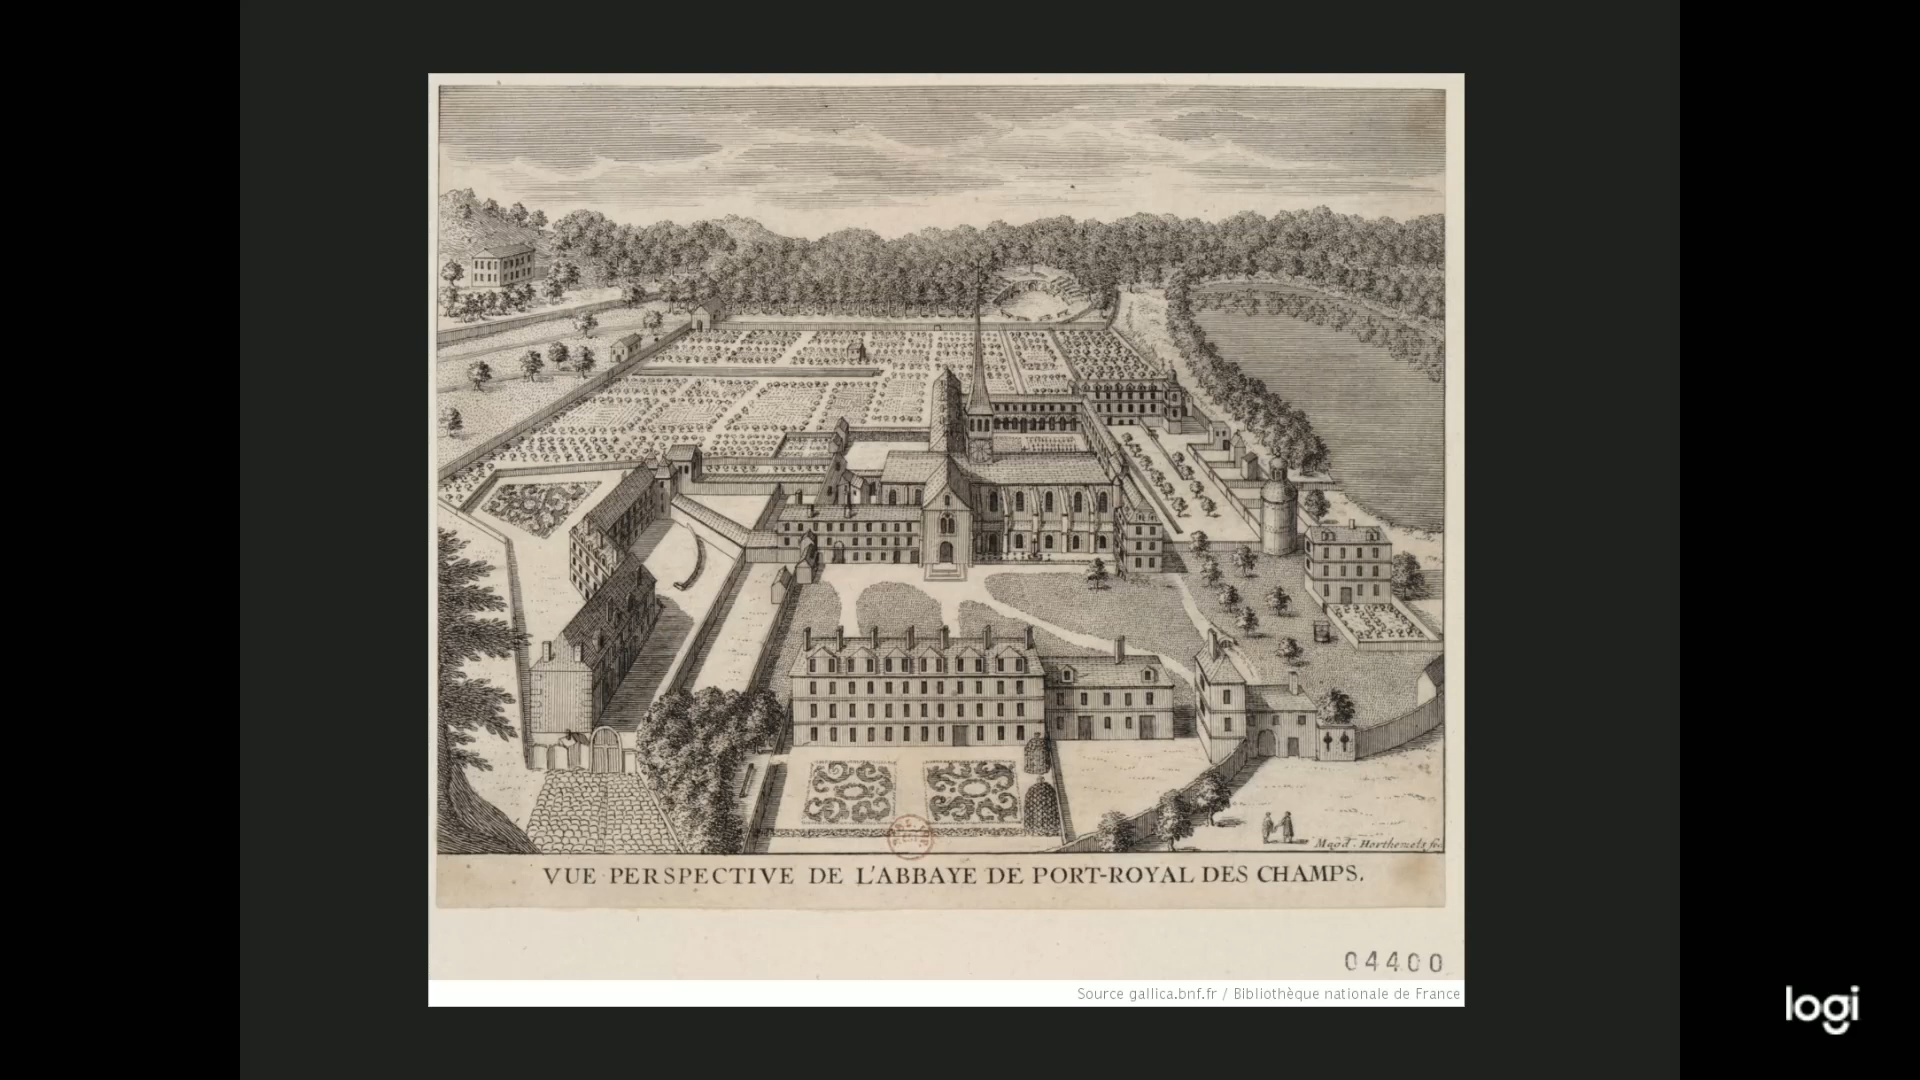 Magd. Horthemels fec.
VUE PERSPECTIVE DE L'ABBAYE DE PORT-ROYAL DES CHAMPS.
04400
Source gallica.bnf.fr / Bibliothèque nationale de France
logi